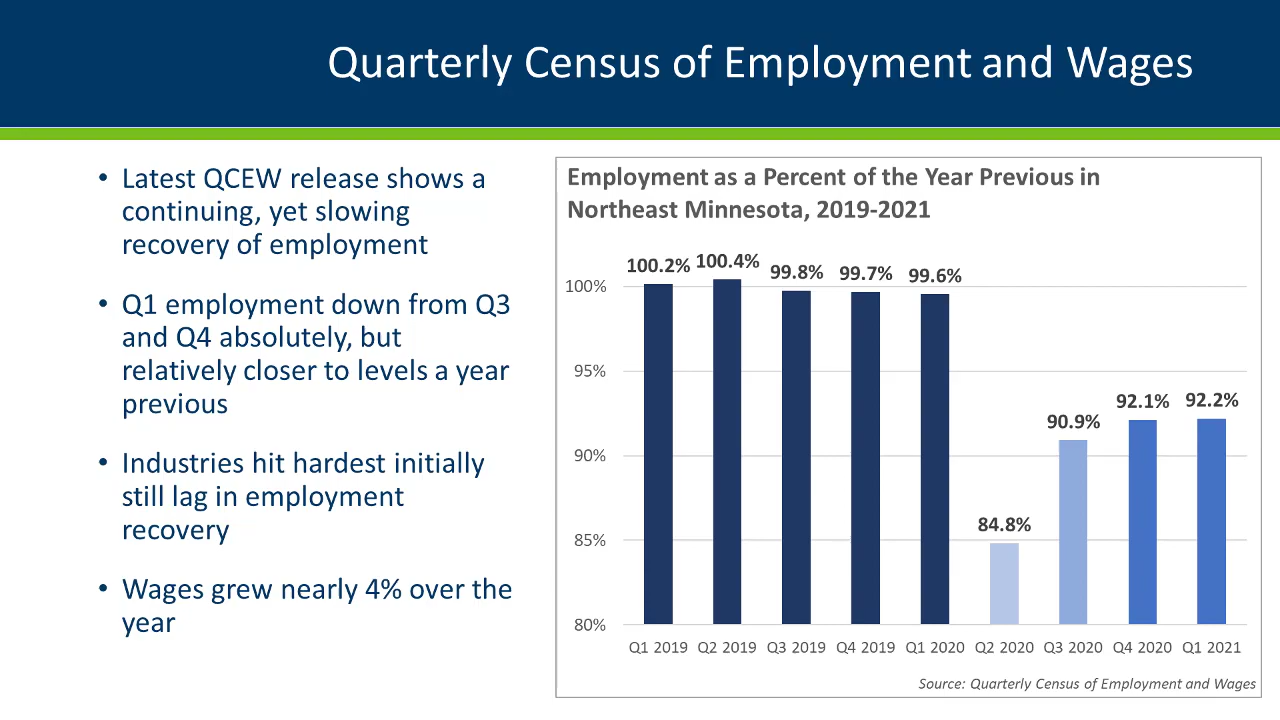 Quarterly Census of Employment and Wages
• Latest QCEW release shows a
continuing, yet slowing
recovery of employment
• Q1 employment down from Q3
and Q4 absolutely, but
relatively closer to levels a year
previous
• Industries hit hardest initially
still lag in employment
recovery
• Wages grew nearly 4% over the
year
Employment as a Percent of the Year Previous in
Northeast Minnesota, 2019-2021
100.2% 100.4% 99.8% 99.7% 99.6%
100%
95%
92.1% 92.2%
90.9%
90%
84.8%
85%
80%
Q1 2019 Q2 2019 Q3 2019 Q4 2019 Q1 2020 Q2 2020 Q3 2020 Q4 2020 Q1 2021
Source: Quarterly Census of Employment and Wages